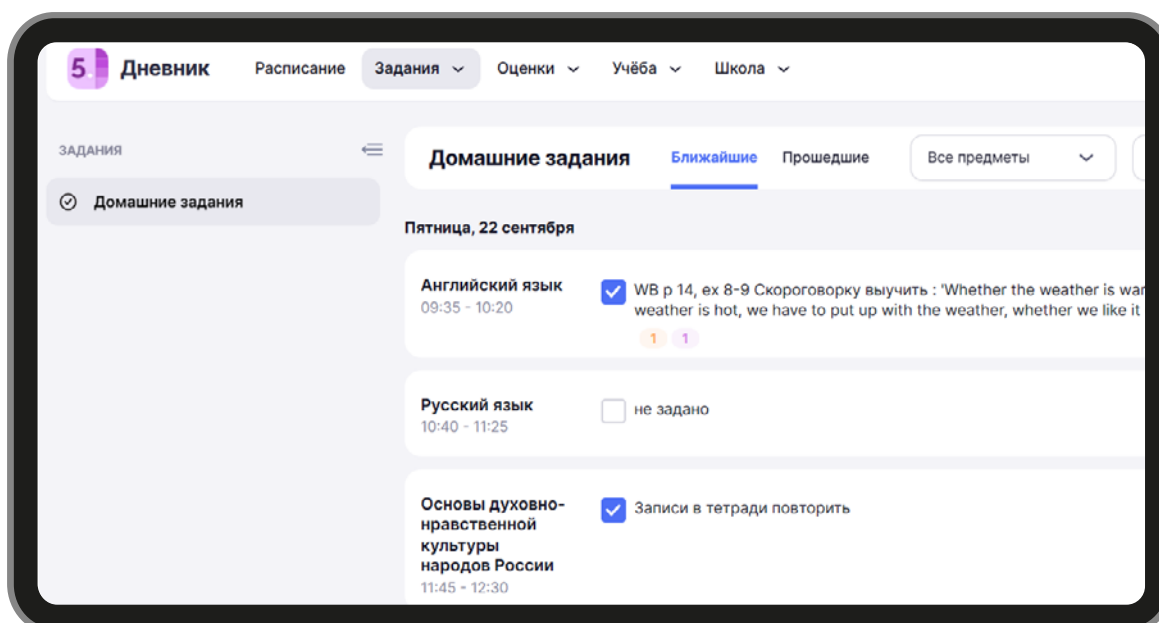 5. Дневник Расписание Задания Оценки Учёба Школа
ЗАДАНИЯ
Домашние задания
Домашние задания Ближайшие Прошедшие Все предметы
Пятница, 22 сентября
Английский язык
09:35 - 10:20
WB p 14, ex 8-9 Скороговорку выучить : 'Whether the weather is
weather is hot, we have to put up with the weather, whether we like it
1 1
Русский язык
10:40 - 11:25
не задано
Основы духовно-
нравственной
культуры
народов России
11:45 - 12:30
Записи в тетради повторить